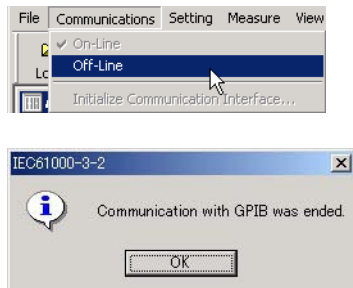 File Communications Setting Measure View
✔ On-Line
Off-Line
Initialize Communication Interface...
IEC61000-3-2
Communication with GPIB was ended.
OK